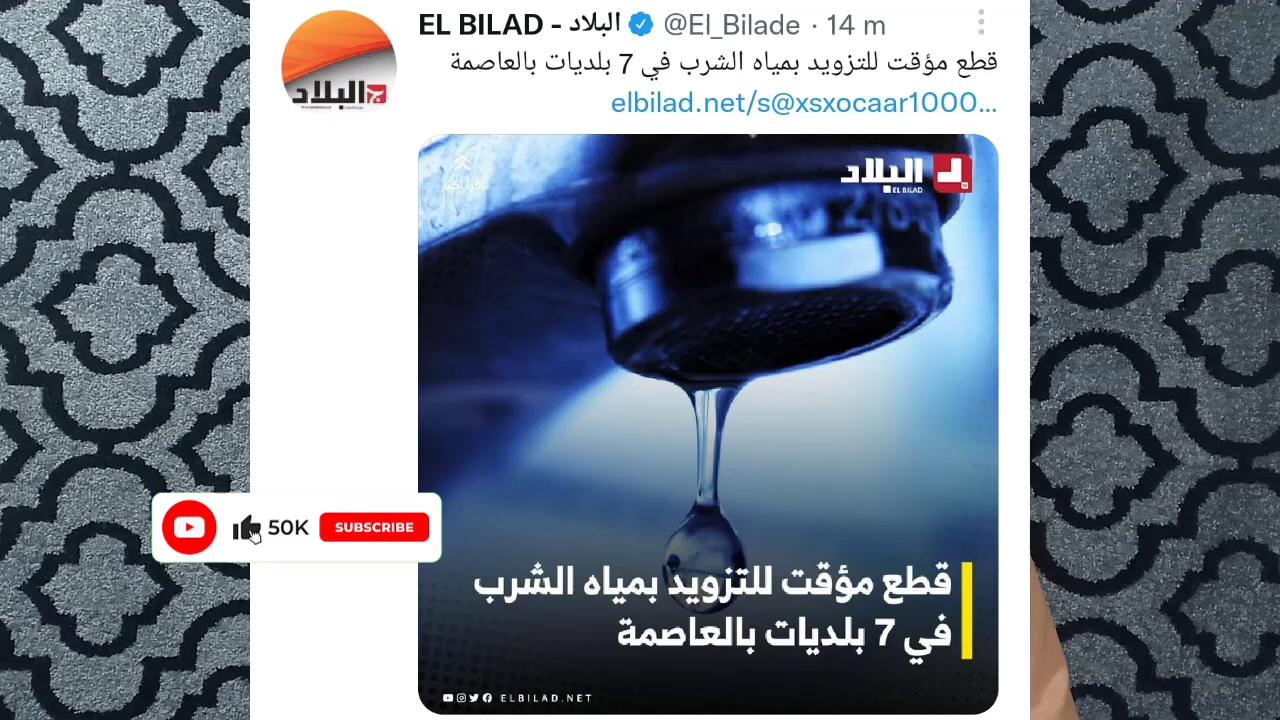 EL BILAD - البلاد @El_Bilade · 14 m
قطع مؤقت للتزويد بمياه الشرب في 7 بلديات بالعاصمة
elbilad.net/s@xsxocaar1000...
البلاد
البلاد
EL BILAD
50K SUBSCRIBE
قطع مؤقت للتزويد بمياه الشرب
في 7 بلديات بالعاصمة
ELBILAD.NET